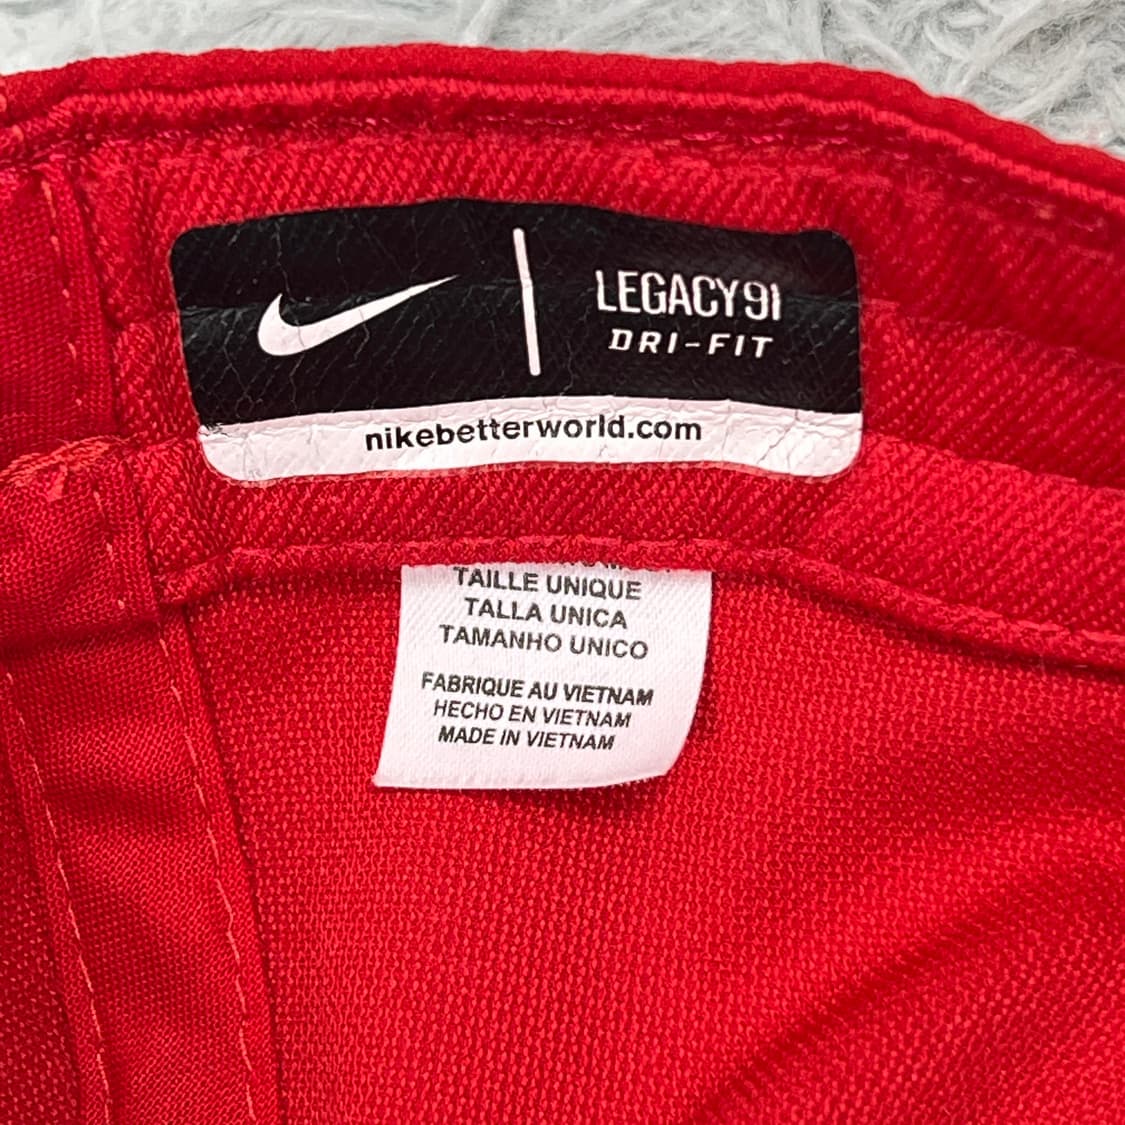 LEGACY91
DRI-FIT
nikebetterworld.com
TAILLE UNIQUE
TALLA UNICA
TAMANHO UNICO
FABRIQUE AU VIETNAM
HECHO EN VIETNAM
MADE IN VIETNAM